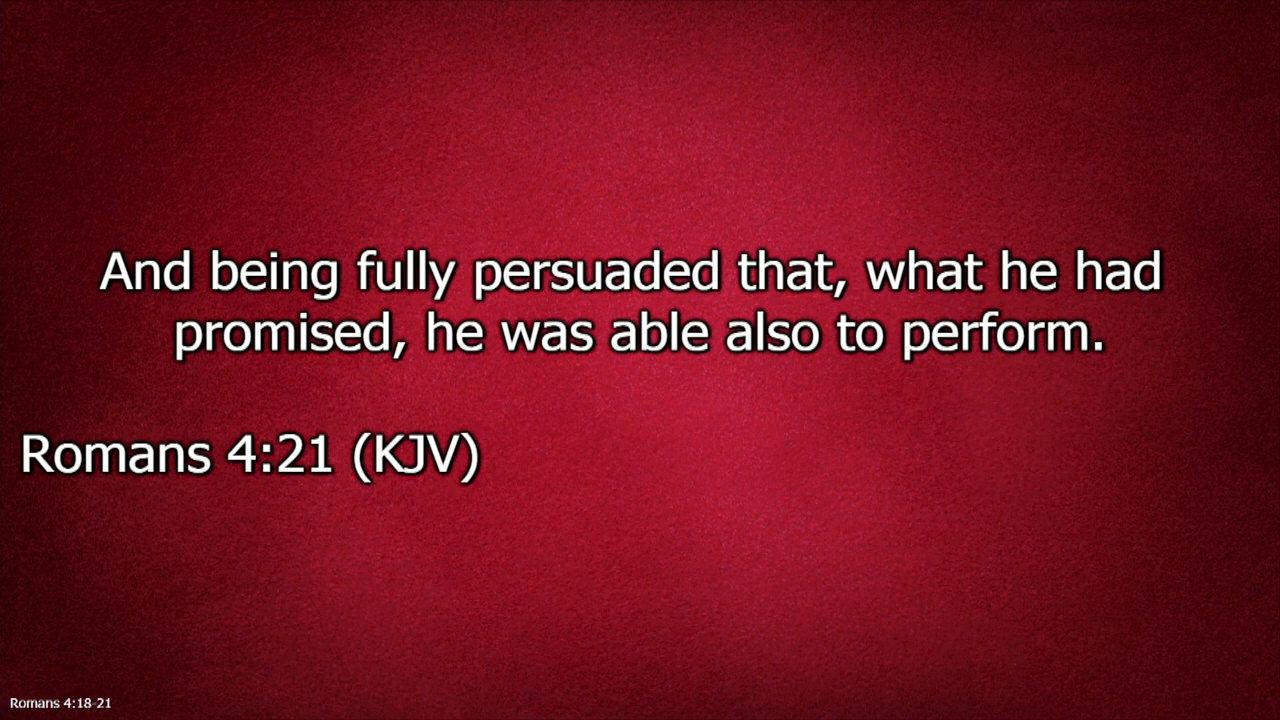 And being fully persuaded that, what he had
promised, he was able also to perform.
Romans 4:21 (KJV)
Romans 4:18-21